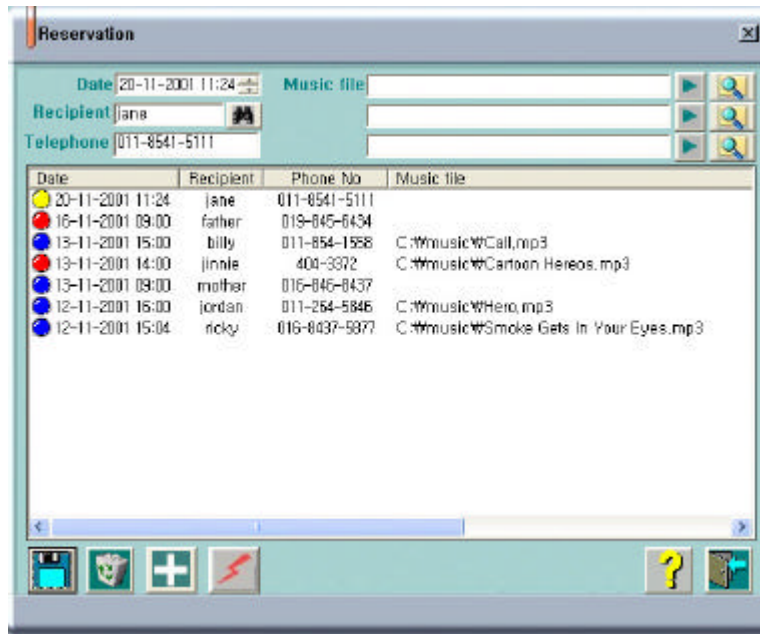 Reservation
Date 20-11-2001 11:24 Music file
Recipient jane
Telephone 011-8541-5111
Date Recipient Phone No Music file
20-11-2001 11:24 jane 011-8541-5111
16-11-2001 09:00 father 019-845-6434
13-11-2001 15:00 billy 011-854-1558 C:₩music₩Call,mp3
13-11-2001 14:00 jinnie 404-3372 C:₩music₩Cartoon Hereos.mp3
13-11-2001 09:00 mother 016-846-8437
12-11-2001 16:00 jordan 011-264-5846 C:₩music₩Hero,mp3
12-11-2001 15:04 ricky 016-8437-5977 C:₩music₩Smoke Gets In Your Eyes.mp3